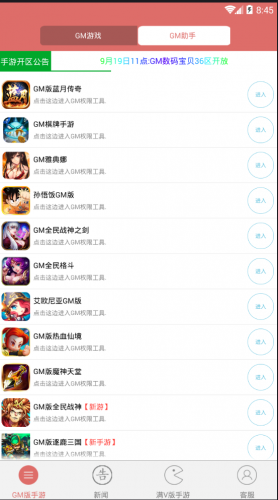 8:45
GM游戏 GM助手
手游开区公告 9月19日11点:GM数码宝贝36区开放
GM版蓝月传奇
点击这边进入GM权限工具.
进入
GM棋牌手游
点击这边进入GM权限工具.
进入
GM雅典娜
点击这边进入GM权限工具.
进入
孙悟饭GM版
点击这边进入GM权限工具.
进入
GM全民战神之剑
点击这边进入GM权限工具.
进入
GM全民格斗
点击这边进入GM权限工具.
进入
艾欧尼亚GM版
点击这边进入GM权限工具.
进入
GM版热血仙境
点击这边进入GM权限工具.
进入
GM版魔神天堂
点击这边进入GM权限工具.
进入
GM版全民战神【新游】
点击这边进入GM权限工具.
进入
GM版逐鹿三国【新手游】
点击这边进入GM权限工具.
进入
告
GM版手游 新闻 满V版手游 客服